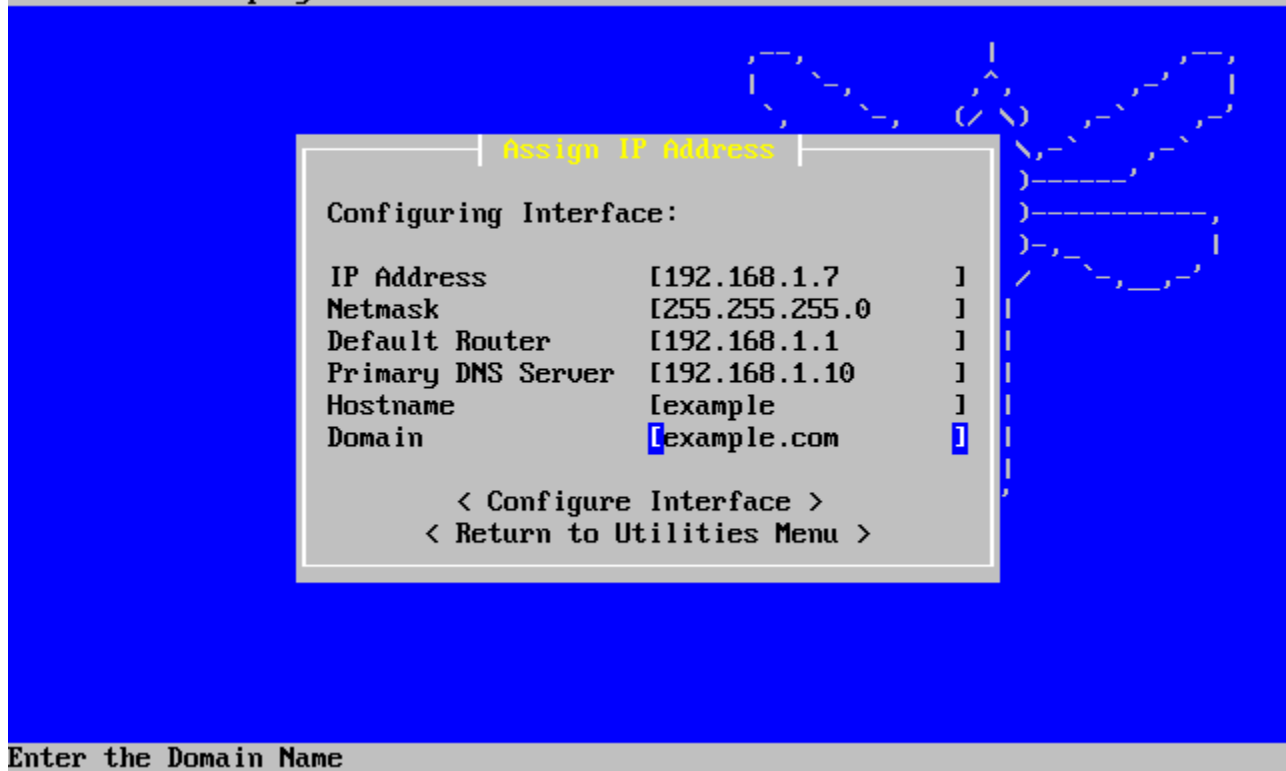 Assign IP Address
Configuring Interface:
IP Address [192.168.1.7 ]
Netmask [255.255.255.0 ]
Default Router [192.168.1.1 ]
Primary DNS Server [192.168.1.10 ]
Hostname [example ]
Domain [example.com ]
< Configure Interface >
< Return to Utilities Menu >
Enter the Domain Name